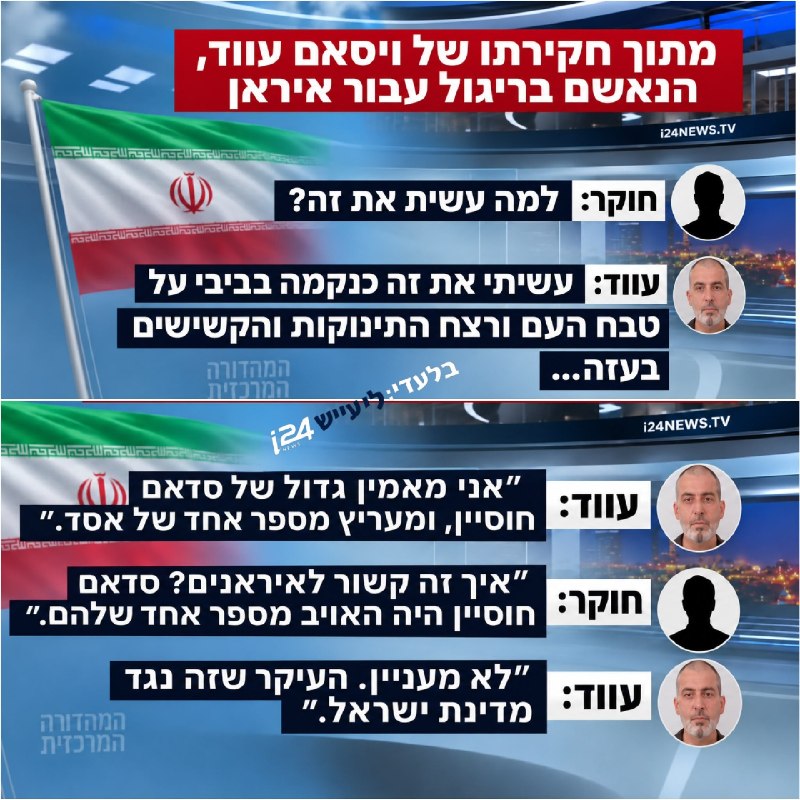 מתוך חקירתו של ויסאם עווד,
הנאשם בריגול עבור איראן
i24NEWS.TV
חוקר: למה עשית את זה?
עווד: עשיתי את זה כנקמה בביבי על
טבח העם ורצח התינוקות והקשישים
בעזה...
המהדורה
המרכזית
בלעדי: ליעייש i24 NEWS
i24NEWS.TV
עווד: "אני מאמין גדול של סדאם
חוסיין, ומעריץ מספר אחד של אסד."
חוקר: "איך זה קשור לאיראנים? סדאם
חוסיין היה האויב מספר אחד שלהם."
עווד: "לא מעניין. העיקר שזה נגד
מדינת ישראל."
המהדורה
המרכזית